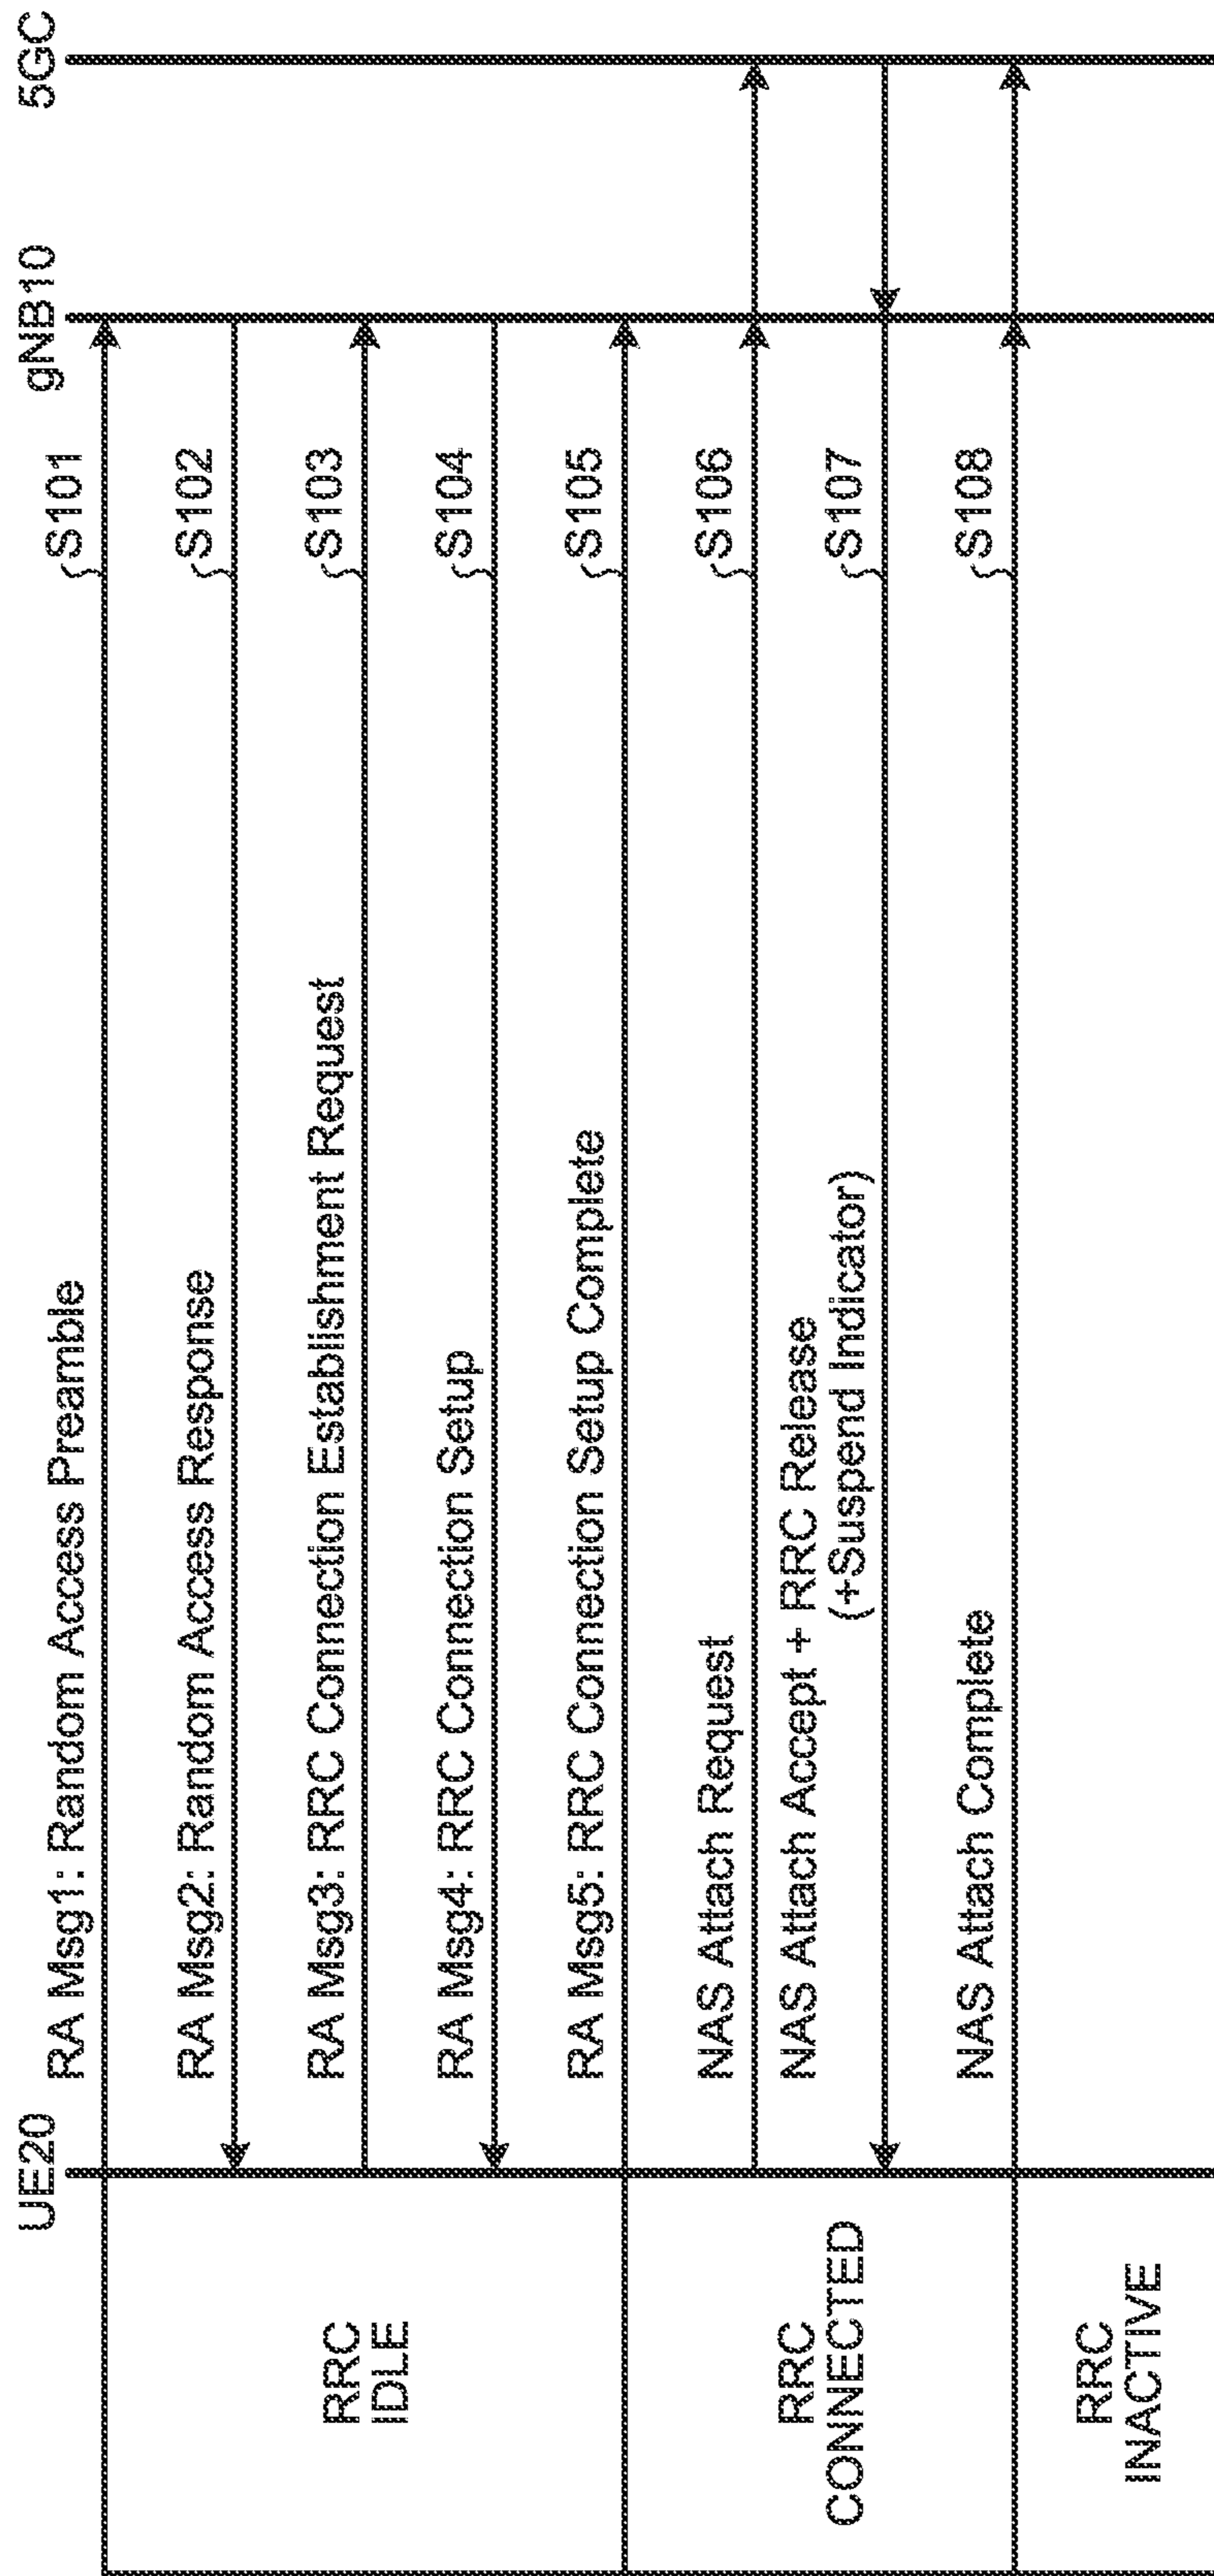 UE20
gNB10
5GC
RA Msg1: Random Access Preamble
S101
RA Msg2: Random Access Response
S102
RA Msg3: RRC Connection Establishment Request
S103
RA Msg4: RRC Connection Setup
S104
RA Msg5: RRC Connection Setup Complete
S105
NAS Attach Request
S106
NAS Attach Accept + RRC Release
(+Suspend Indicator)
S107
NAS Attach Complete
S108
RRC
IDLE
RRC
CONNECTED
RRC
INACTIVE